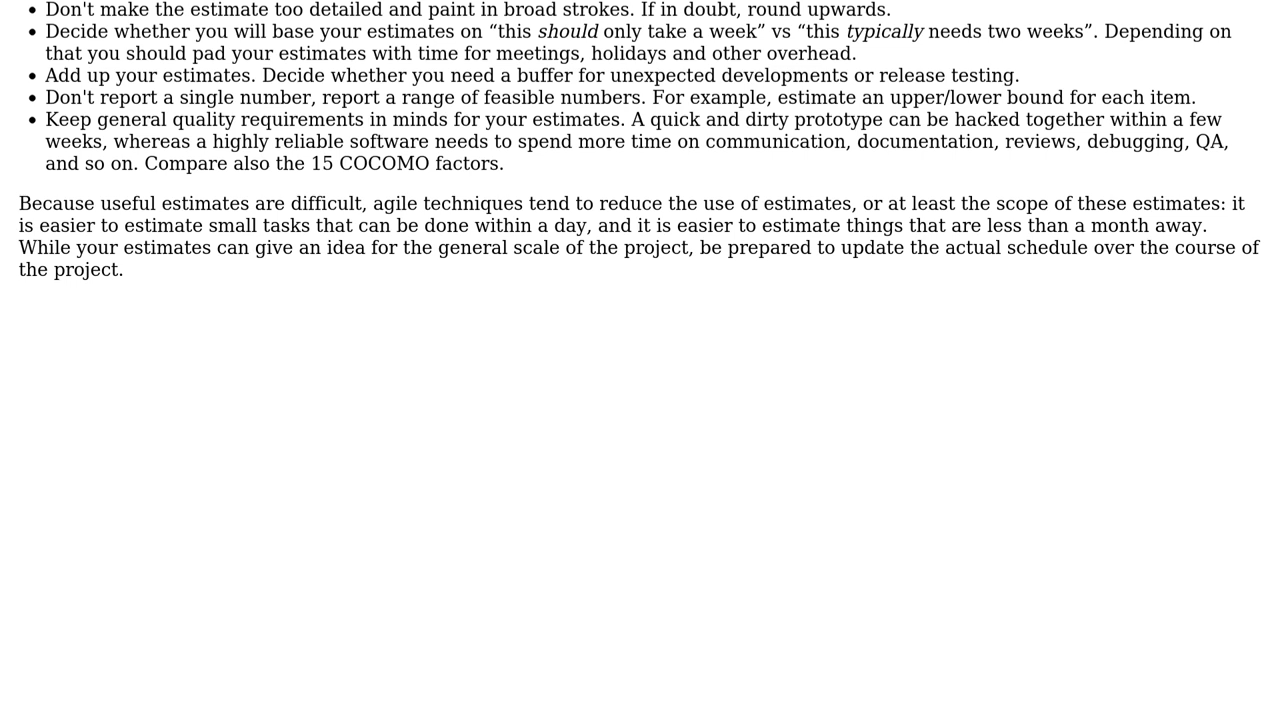 • Don't make the estimate too detailed and paint in broad strokes. If in doubt, round upwards.
• Decide whether you will base your estimates on “this should only take a week” vs “this typically needs two weeks”. Depending on
that you should pad your estimates with time for meetings, holidays and other overhead.
• Add up your estimates. Decide whether you need a buffer for unexpected developments or release testing.
• Don't report a single number, report a range of feasible numbers. For example, estimate an upper/lower bound for each item.
• Keep general quality requirements in minds for your estimates. A quick and dirty prototype can be hacked together within a few
weeks, whereas a highly reliable software needs to spend more time on communication, documentation, reviews, debugging, QA,
and so on. Compare also the 15 COCOMO factors.
Because useful estimates are difficult, agile techniques tend to reduce the use of estimates, or at least the scope of these estimates: it
is easier to estimate small tasks that can be done within a day, and it is easier to estimate things that are less than a month away.
While your estimates can give an idea for the general scale of the project, be prepared to update the actual schedule over the course of
the project.